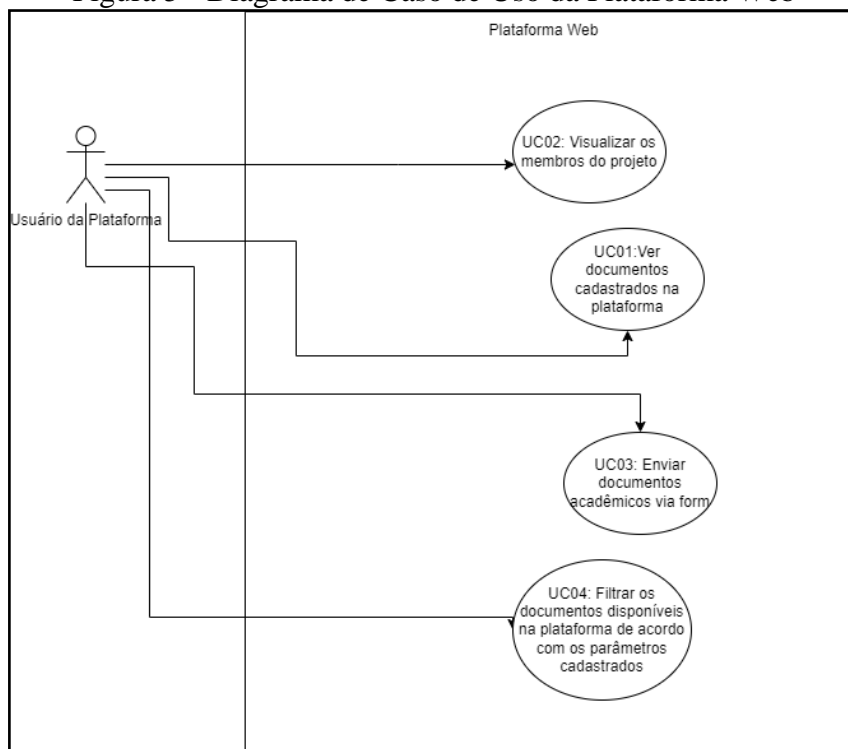 Figura 3 - Diagrama de Caso de Uso da Plataforma Web
Plataforma Web
UC02: Visualizar os
membros do projeto
Usuário da Plataforma
UC01:Ver
documentos
cadastrados na
plataforma
UC03: Enviar
documentos
acadêmicos via form
UC04: Filtrar os
documentos disponíveis
na plataforma de acordo
com os parâmetros
cadastrados